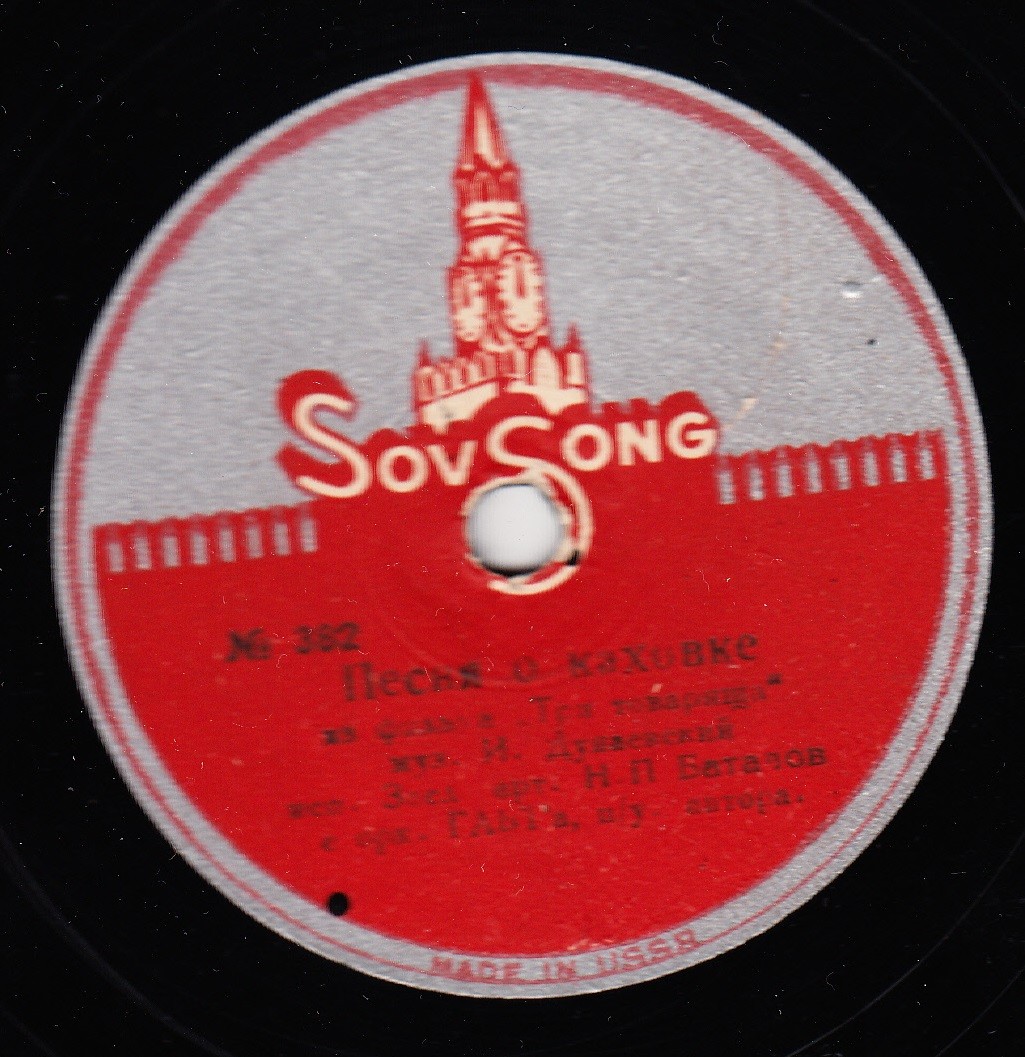 SOVSONG
№ 382
Песня о каховке
из фильма „Три товарища"
муз. И. Дунаевский
исп. Засл. арт. Н.П Баталов
с орк. ГАБТ'а, п/у. автора.
MADE IN USSR